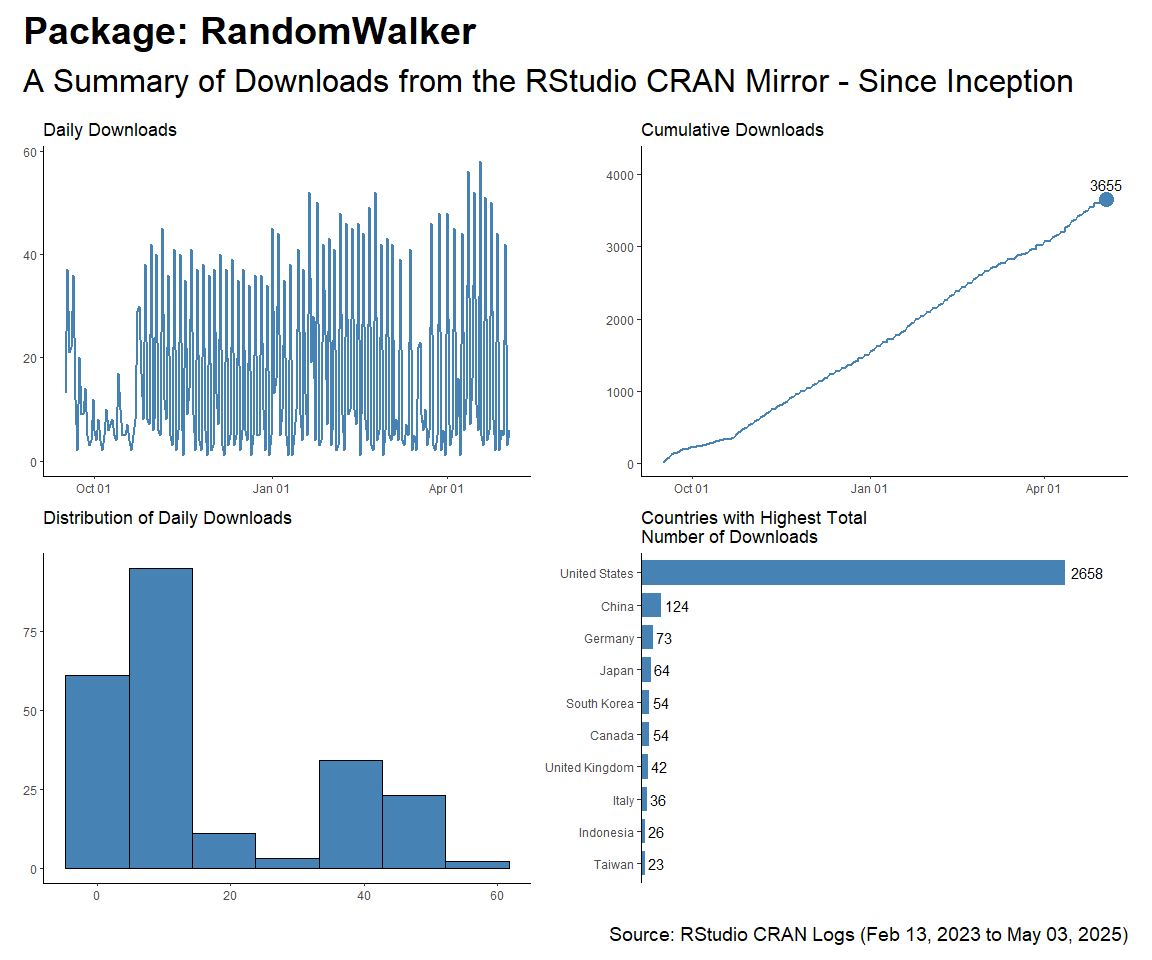 Package: RandomWalker
A Summary of Downloads from the RStudio CRAN Mirror - Since Inception
Daily Downloads
60
40
20
0
Oct 01
Jan 01
Apr 01
Cumulative Downloads
4000
3000
2000
1000
0
3655
Oct 01
Jan 01
Apr 01
Distribution of Daily Downloads
75
50
25
0
0
20
40
60
Countries with Highest Total
Number of Downloads
United States 2658
China 124
Germany 73
Japan 64
South Korea 54
Canada 54
United Kingdom 42
Italy 36
Indonesia 26
Taiwan 23
Source: RStudio CRAN Logs (Feb 13, 2023 to May 03, 2025)